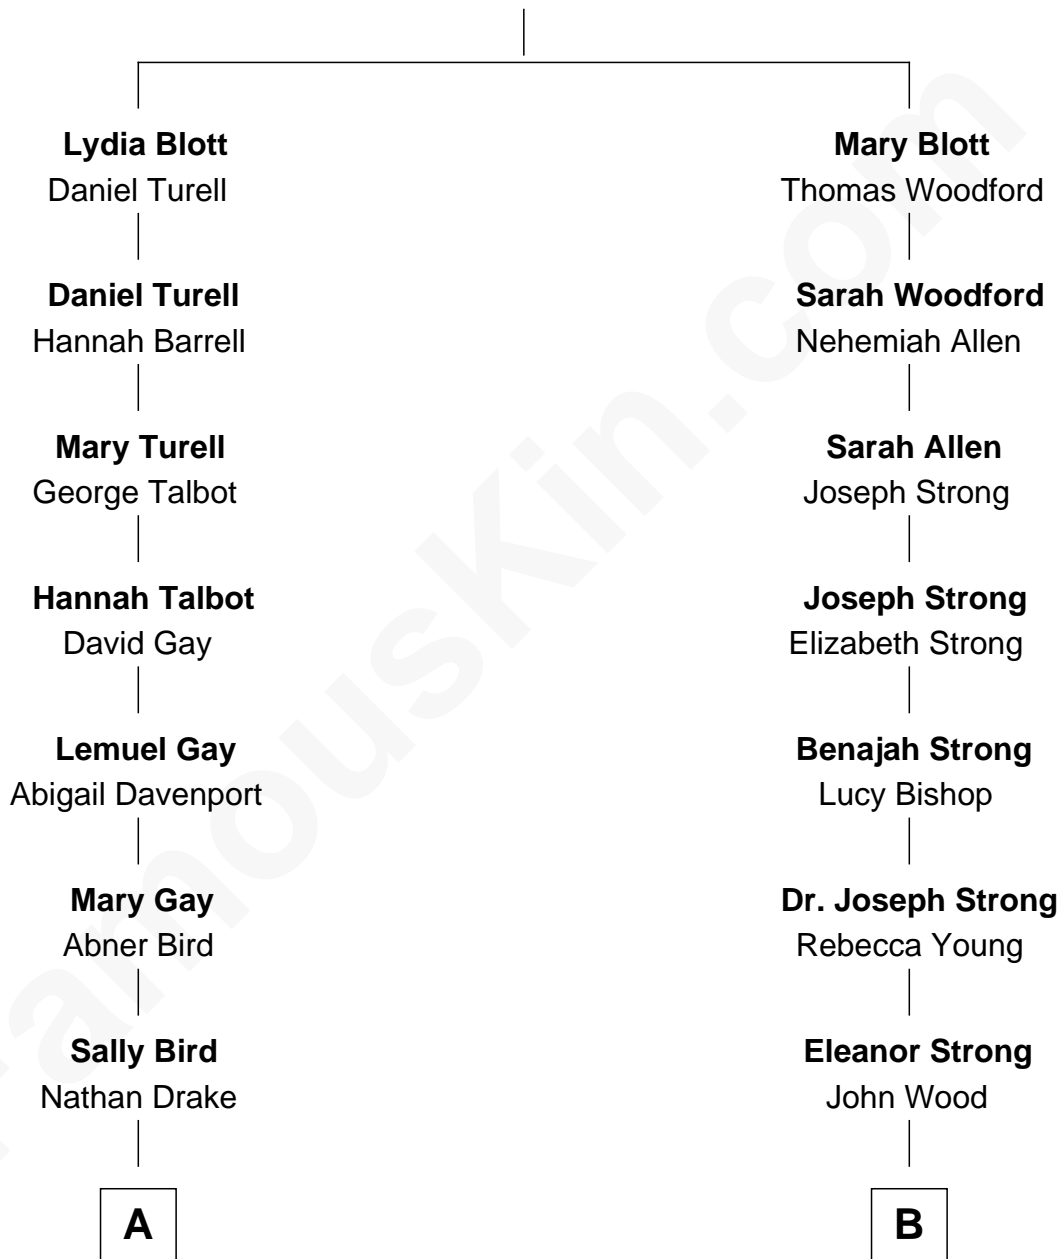 Lydia Blott
Daniel Turell
Daniel Turell
Hannah Barrell
Mary Turell
George Talbot
Hannah Talbot
David Gay
Lemuel Gay
Abigail Davenport
Mary Gay
Abner Bird
Sally Bird
Nathan Drake
A
Mary Blott
Thomas Woodford
Sarah Woodford
Nehemiah Allen
Sarah Allen
Joseph Strong
Joseph Strong
Elizabeth Strong
Benajah Strong
Lucy Bishop
Dr. Joseph Strong
Rebecca Young
Eleanor Strong
John Wood
B
FamousKin.com